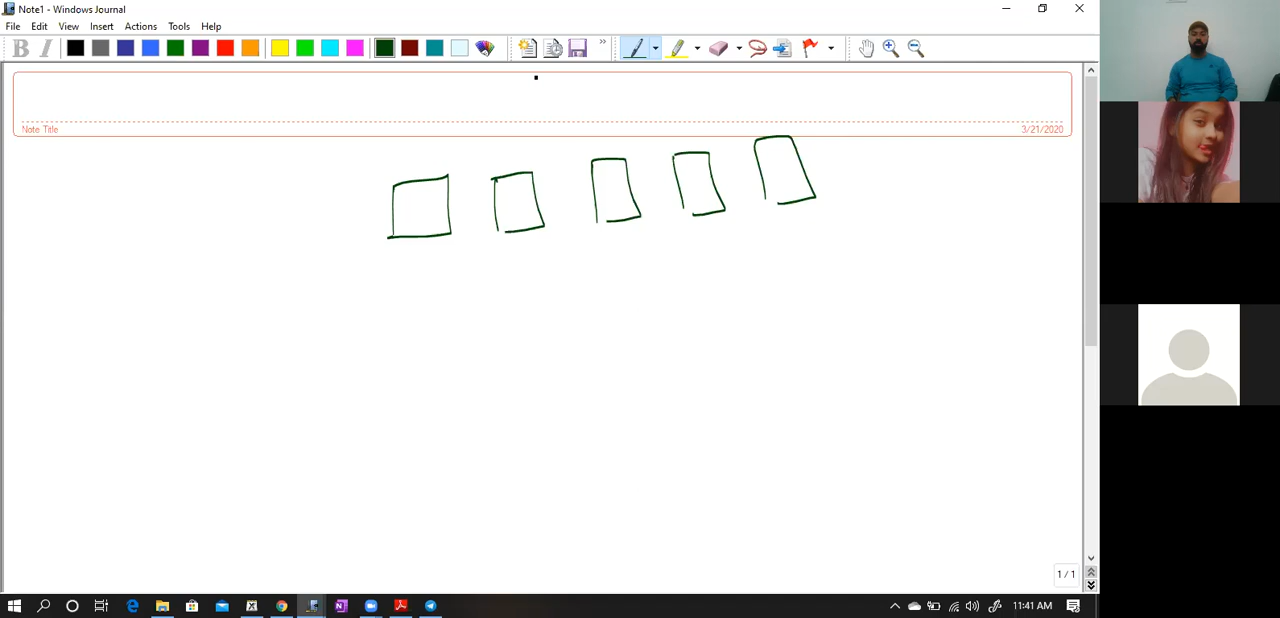 Note1 - Windows Journal
File Edit View Insert Actions Tools Help
B I
Note Title
3/21/2020
1 / 1
11:41 AM